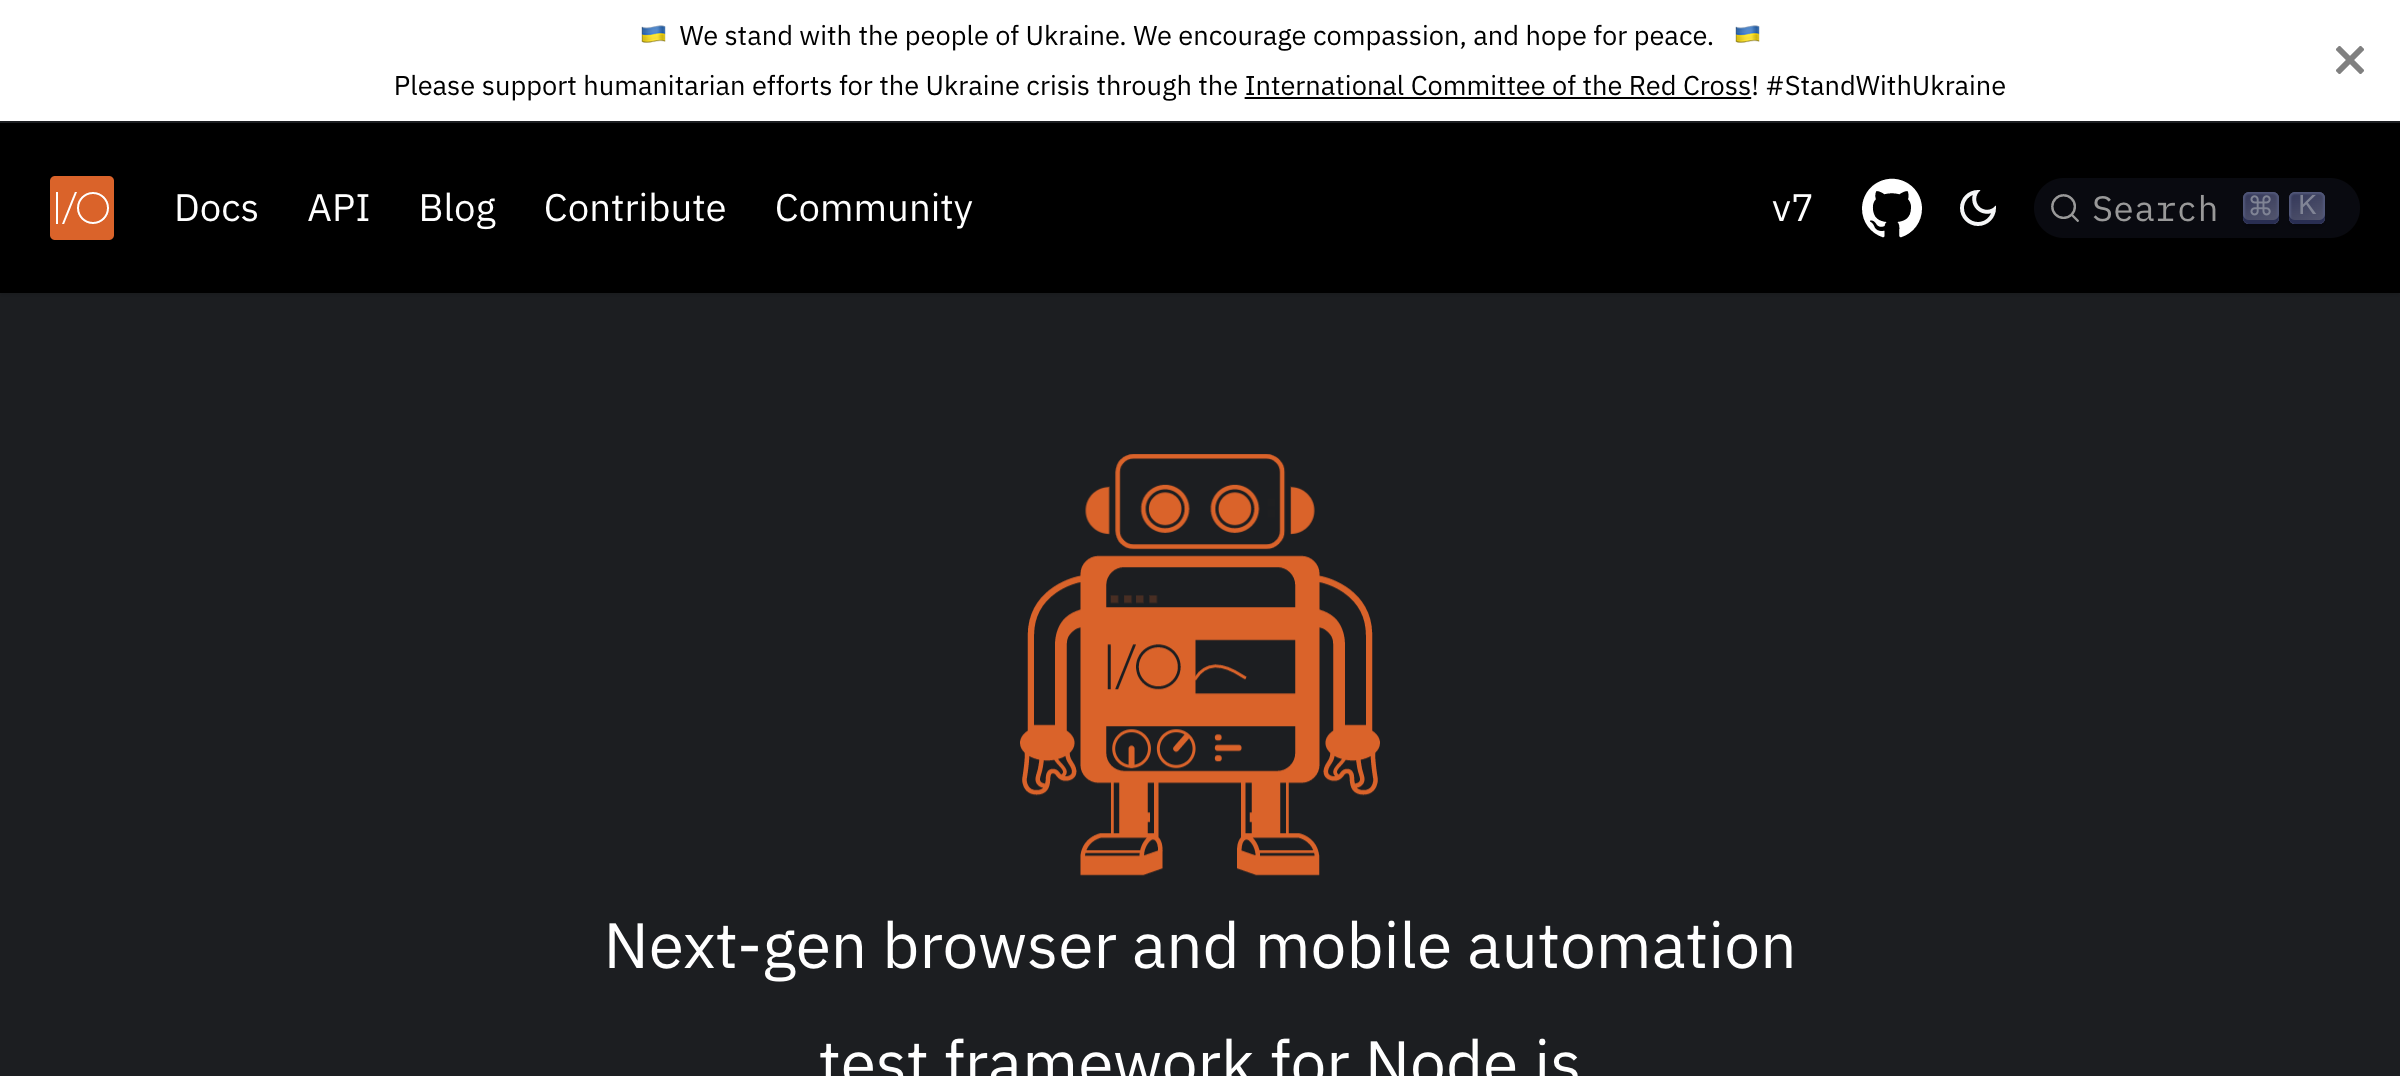 🇺🇦 We stand with the people of Ukraine. We encourage compassion, and hope for peace. 🇺🇦
Please support humanitarian efforts for the Ukraine crisis through the International Committee of the Red Cross! #StandWithUkraine
I/O Docs API Blog Contribute Community v7 Search ⌘ K
I/O
Next-gen browser and mobile automation
test framework for Node.js